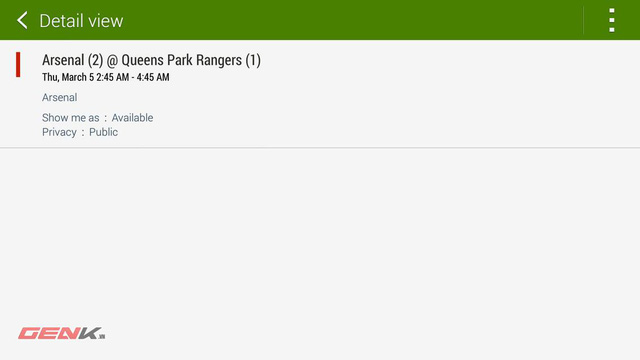 Detail view
Arsenal (2) @ Queens Park Rangers (1)
Thu, March 5 2:45 AM - 4:45 AM
Arsenal
Show me as : Available
Privacy : Public
GENK.VN